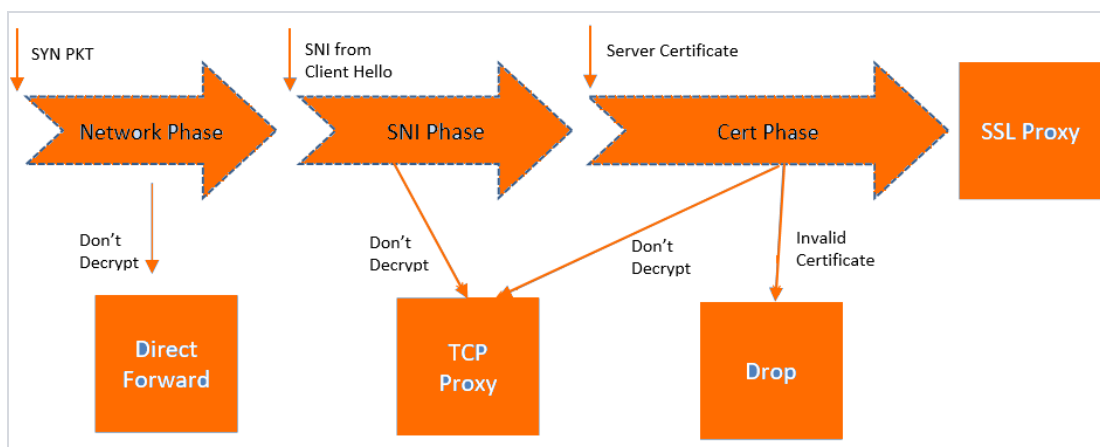 SYN PKT
SNI from
Client Hello
Server Certificate
Network Phase
SNI Phase
Cert Phase
SSL Proxy
Don't
Decrypt
Don't
Decrypt
Don't
Decrypt
Invalid
Certificate
Direct
Forward
TCP
Proxy
Drop